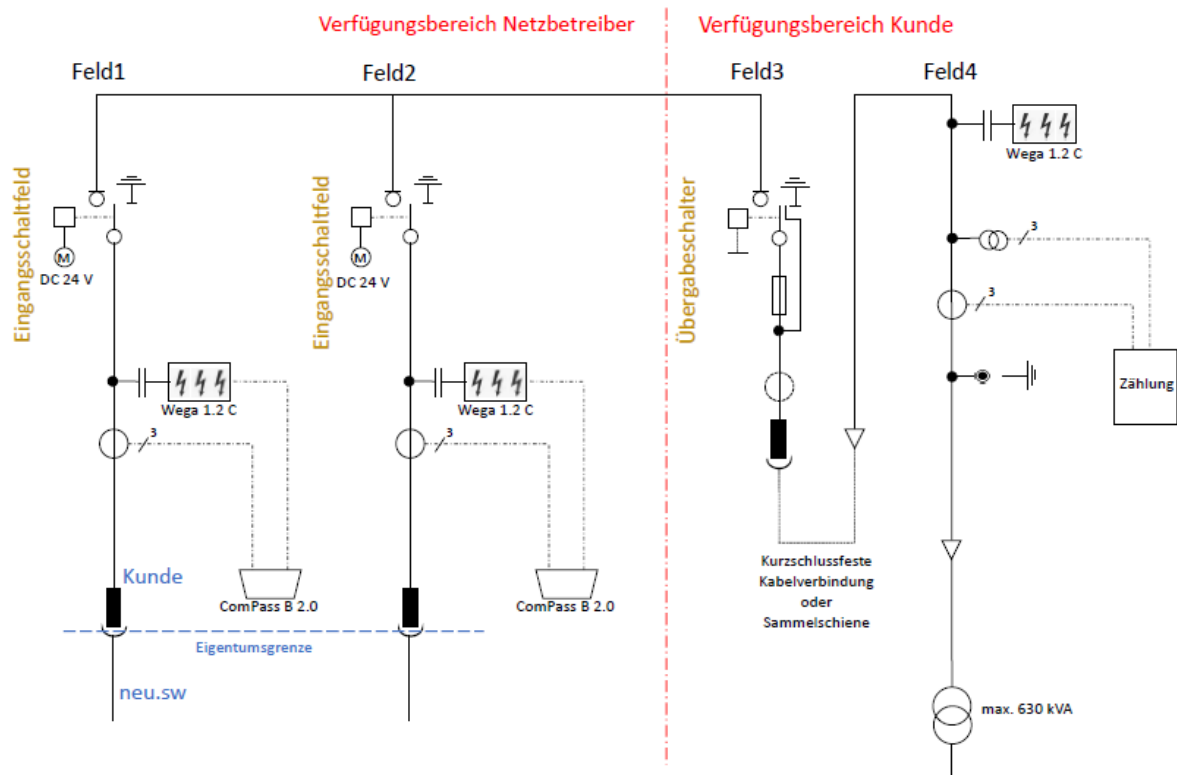 Verfügungsbereich Netzbetreiber
Verfügungsbereich Kunde
Feld1
Feld2
Feld3
Feld4
Eingangsschaltfeld
M
DC 24 V
Wega 1.2 C
3
Kunde
ComPass B 2.0
Eingangsschaltfeld
M
DC 24 V
Wega 1.2 C
3
ComPass B 2.0
Eigentumsgrenze
neu.sw
Übergabeschalter
Kurzschlussfeste
Kabelverbindung
oder
Sammelschiene
Wega 1.2 C
3
3
Zählung
max. 630 kVA